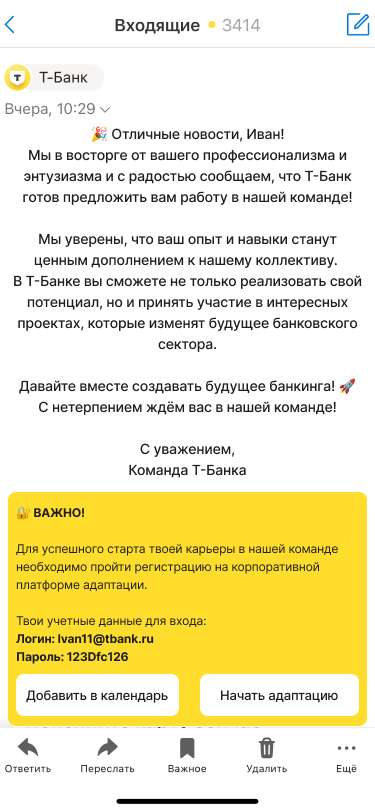 Входящие 3414
Т-Банк
Вчера, 10:29
🎉 Отличные новости, Иван!
Мы в восторге от вашего профессионализма и
энтузиазма и с радостью сообщаем, что Т-Банк
готов предложить вам работу в нашей команде!
Мы уверены, что ваш опыт и навыки станут
ценным дополнением к нашему коллективу.
В Т-Банке вы сможете не только реализовать свой
потенциал, но и принять участие в интересных
проектах, которые изменят будущее банковского
сектора.
Давайте вместе создавать будущее банкинга! 🚀
С нетерпением ждём вас в нашей команде!
С уважением,
Команда Т-Банка
🔐 ВАЖНО!
Для успешного старта твоей карьеры в нашей команде
необходимо пройти регистрацию на корпоративной
платформе адаптации.
Твои учетные данные для входа:
Логин: Ivan11@tbank.ru
Пароль: 123Dfc126
Добавить в календарь
Начать адаптацию
Ответить
Переслать
Важное
Удалить
Ещё